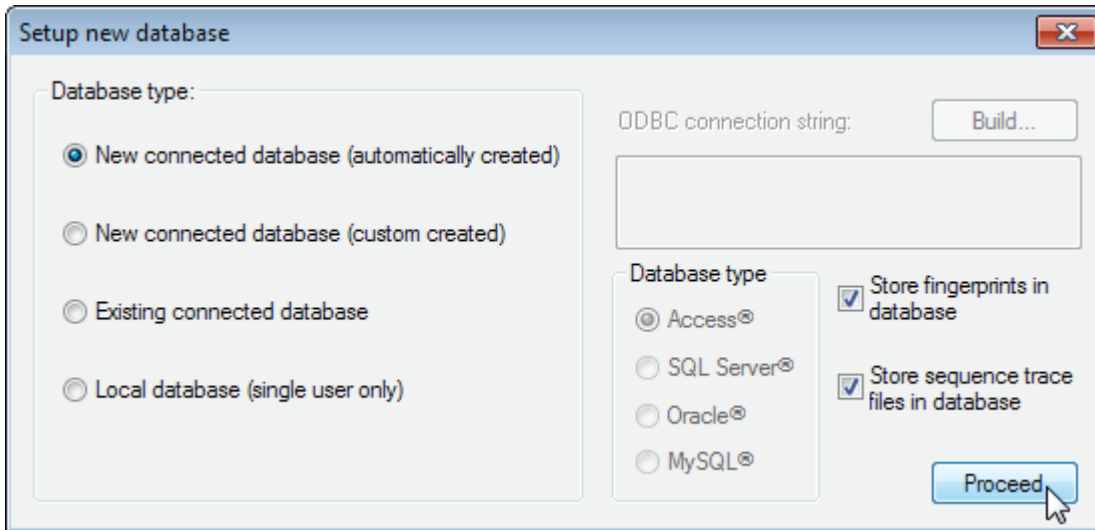 Setup new database
Database type:
New connected database (automatically created)
New connected database (custom created)
Existing connected database
Local database (single user only)
ODBC connection string:
Build...
Database type
Access®
SQL Server®
Oracle®
MySQL®
Store fingerprints in
database
Store sequence trace
files in database
Proceed